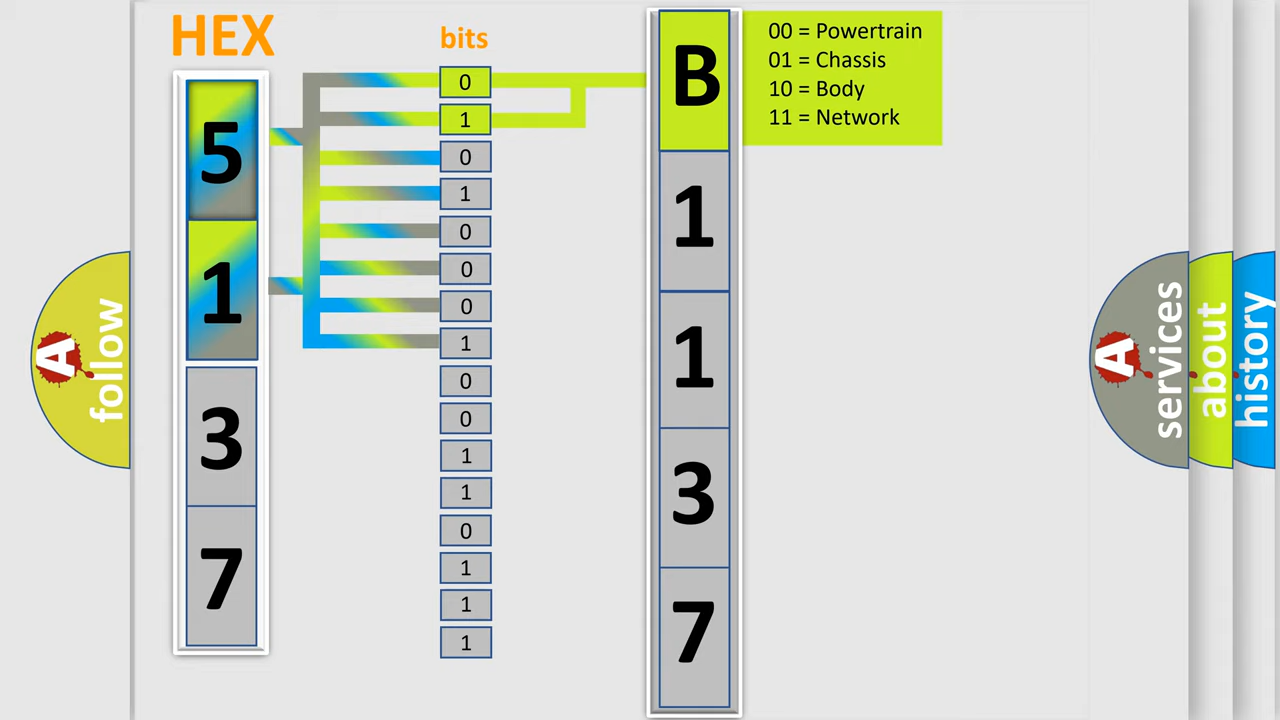 HEX
bits
5
1
3
7
0
1
0
1
0
0
0
1
0
0
1
1
0
1
1
1
B
1
1
3
7
00 = Powertrain
01 = Chassis
10 = Body
11 = Network
A
follow
A
services
about
history